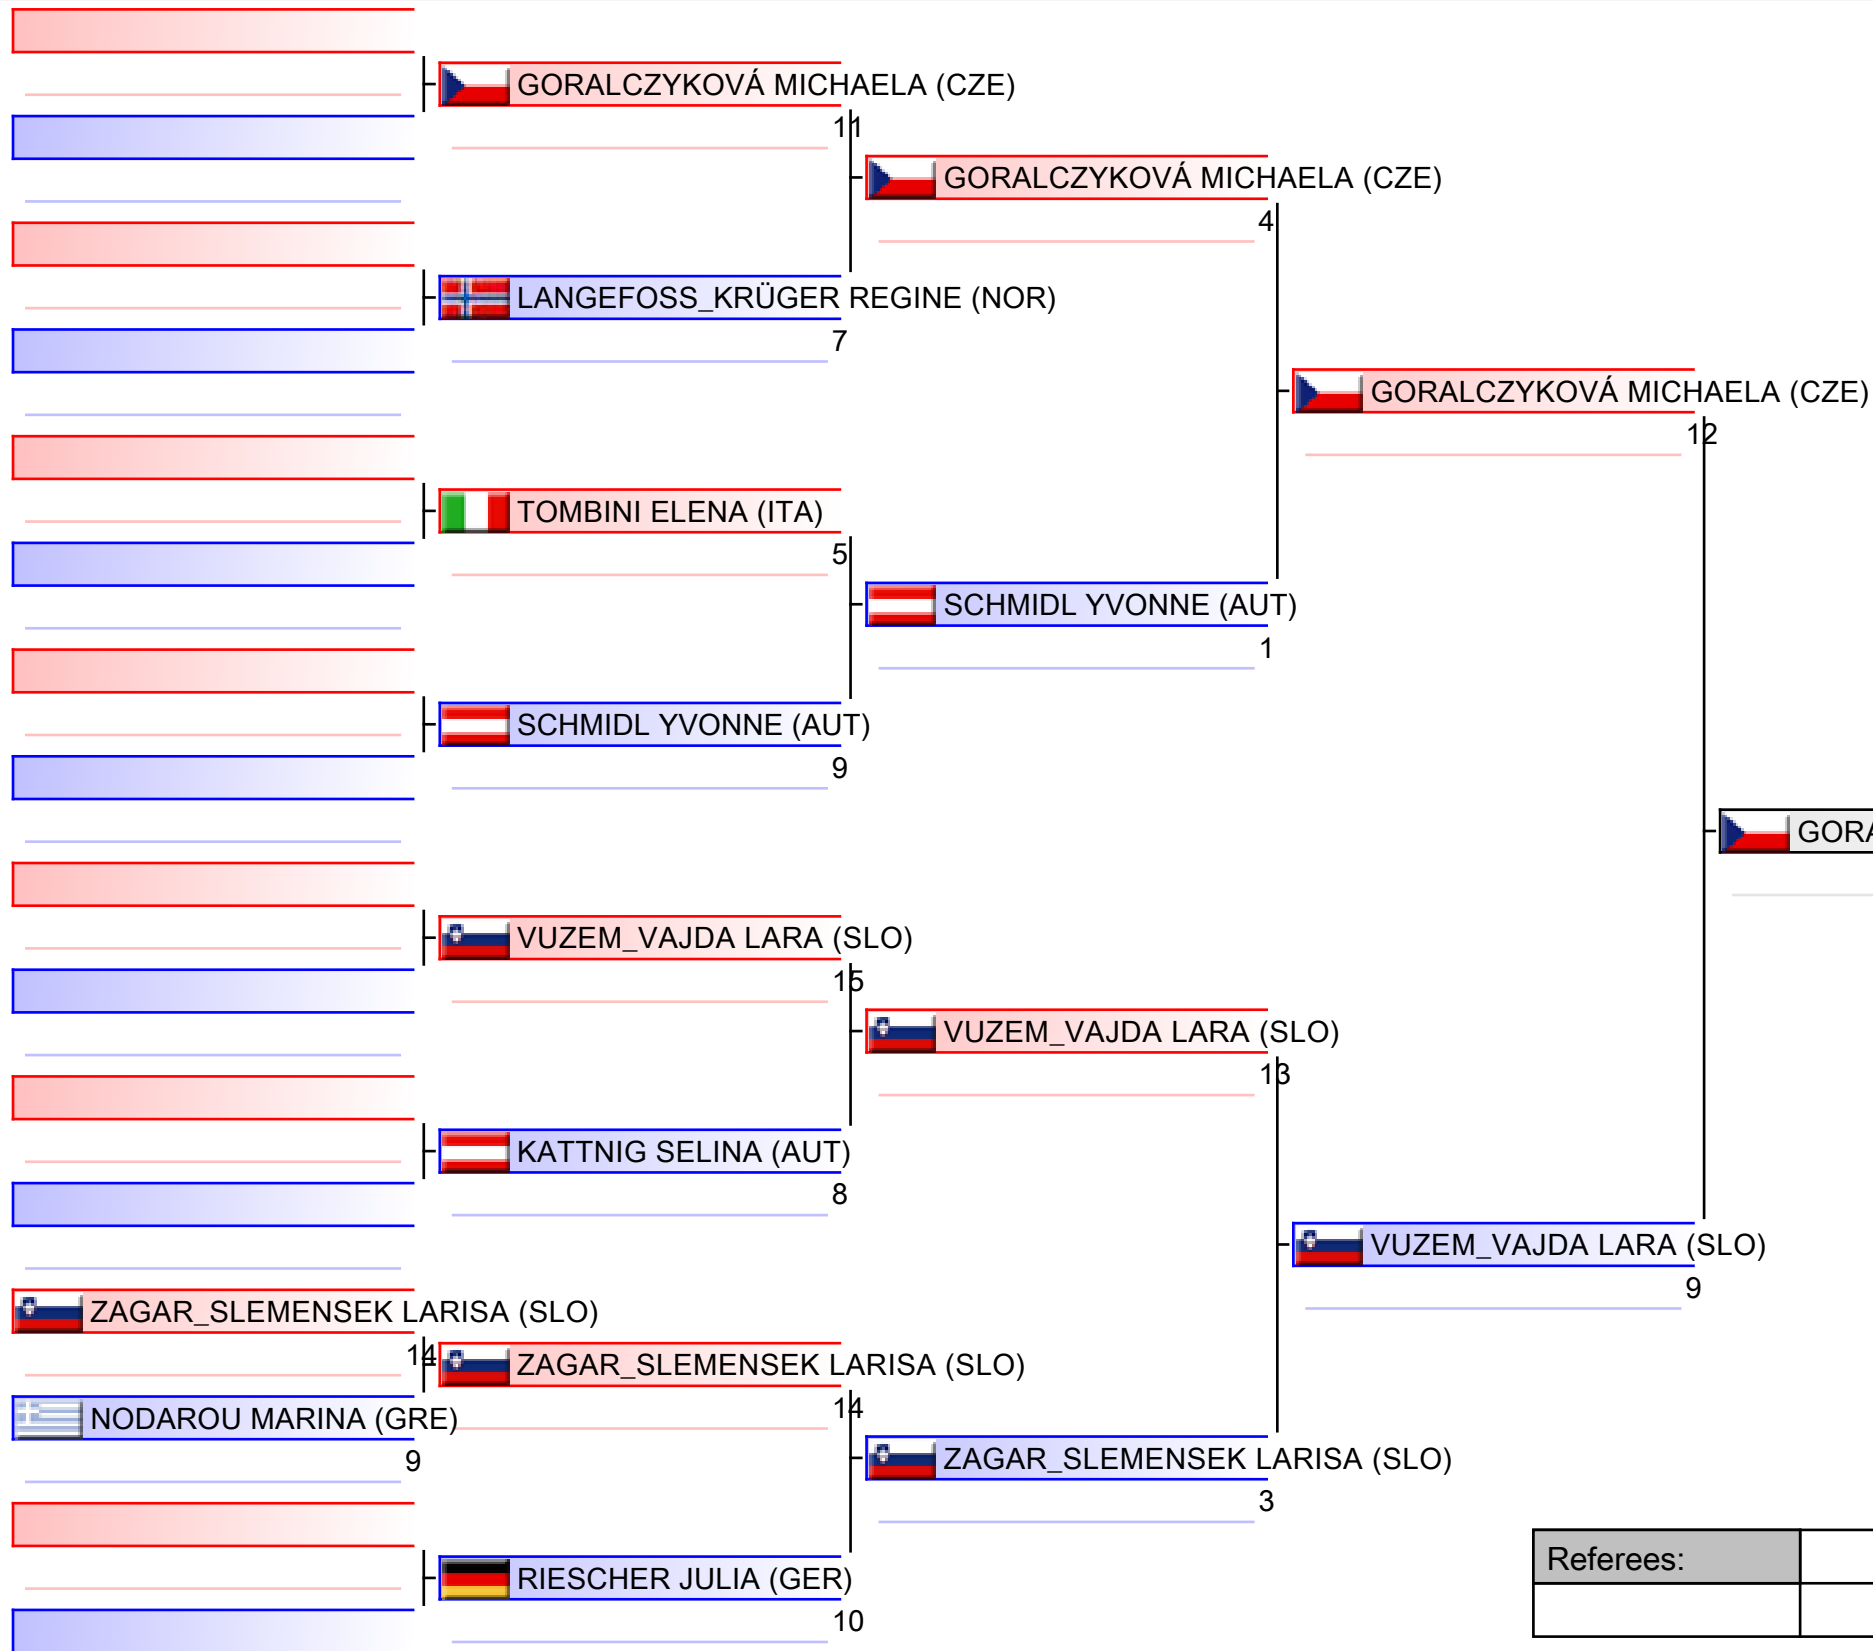 GORALCZYKOVÁ MICHAELA (CZE)
11
GORALCZYKOVÁ MICHAELA (CZE)
4
LANGEFOSS_KRÜGER REGINE (NOR)
7
GORALCZYKOVÁ MICHAELA (CZE)
12
TOMBINI ELENA (ITA)
5
SCHMIDL YVONNE (AUT)
1
SCHMIDL YVONNE (AUT)
9
GORA
VUZEM_VAJDA LARA (SLO)
15
VUZEM_VAJDA LARA (SLO)
13
KATTNIG SELINA (AUT)
8
VUZEM_VAJDA LARA (SLO)
9
ZAGAR_SLEMENSEK LARISA (SLO)
14
ZAGAR_SLEMENSEK LARISA (SLO)
14
NODAROU MARINA (GRE)
9
ZAGAR_SLEMENSEK LARISA (SLO)
3
RIESCHER JULIA (GER)
10
Referees: